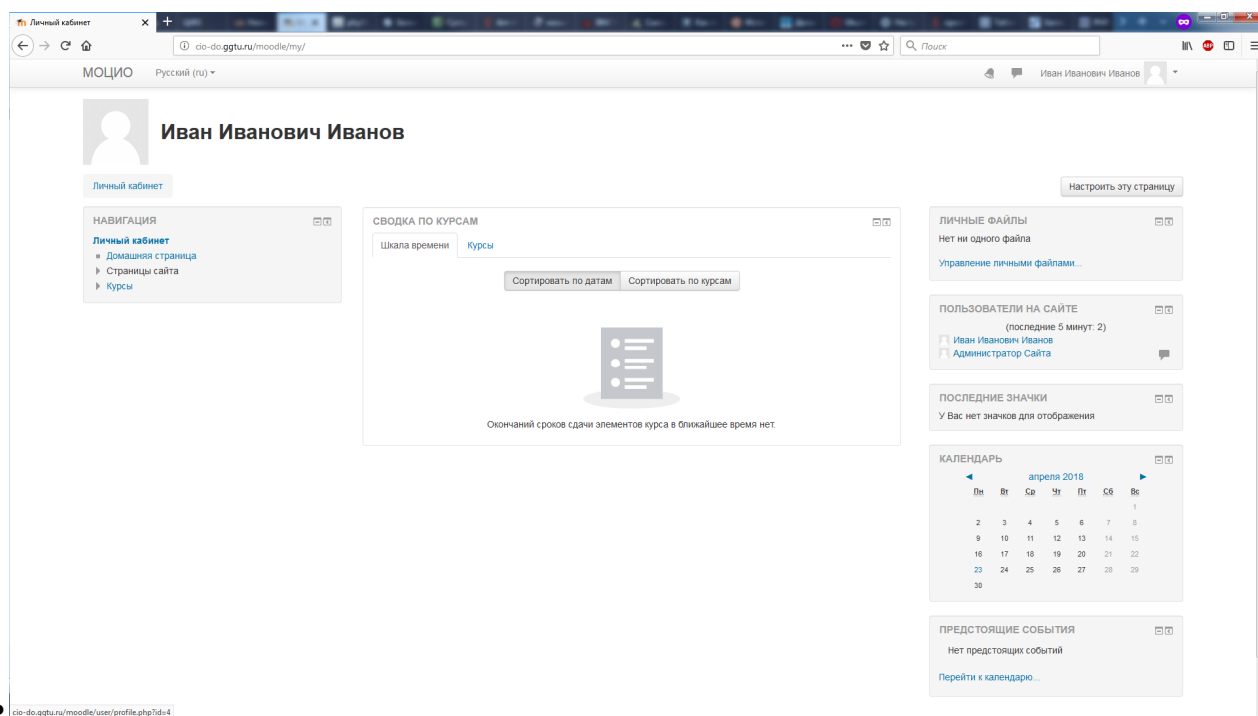 Личный кабинет
cio-do.ggtu.ru/moodle/my/
Поиск
МОЦИО
Русский (ru)
Иван Иванович Иванов
Иван Иванович Иванов
Личный кабинет
Настроить эту страницу
НАВИГАЦИЯ
Личный кабинет
Домашняя страница
Страницы сайта
Курсы
СВОДКА ПО КУРСАМ
Шкала времени Курсы
Сортировать по датам Сортировать по курсам
Окончаний сроков сдачи элементов курса в ближайшее время нет.
ЛИЧНЫЕ ФАЙЛЫ
Нет ни одного файла
Управление личными файлами...
ПОЛЬЗОВАТЕЛИ НА САЙТЕ
(последние 5 минут: 2)
Иван Иванович Иванов
Администратор Сайта
ПОСЛЕДНИЕ ЗНАЧКИ
У Вас нет значков для отображения
КАЛЕНДАРЬ
◄ апреля 2018 ►
Пн Вт Ср Чт Пт Сб Вс
1
2 3 4 5 6 7 8
9 10 11 12 13 14 15
16 17 18 19 20 21 22
23 24 25 26 27 28 29
30
ПРЕДСТОЯЩИЕ СОБЫТИЯ
Нет предстоящих событий
Перейти к календарю...
cio-do.ggtu.ru/moodle/user/profile.php?id=4